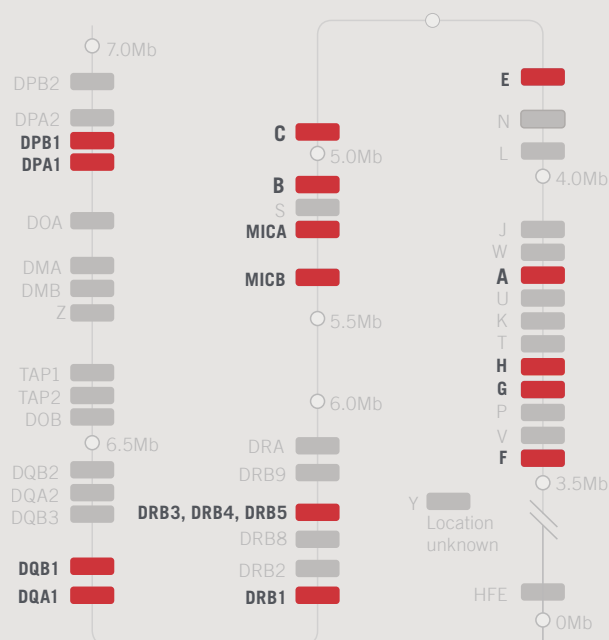 7.0Mb
DPB2
DPA2
DPB1
DPA1
DOA
DMA
DMB
Z
TAP1
TAP2
DOB
6.5Mb
DQB2
DQA2
DQB3
DQB1
DQA1
C
5.0Mb
B
S
MICA
MICB
5.5Mb
6.0Mb
DRA
DRB9
DRB3, DRB4, DRB5
DRB8
DRB2
DRB1
E
N
L
4.0Mb
J
W
A
U
K
T
H
G
P
V
F
3.5Mb
Y
Location
unknown
HFE
0Mb